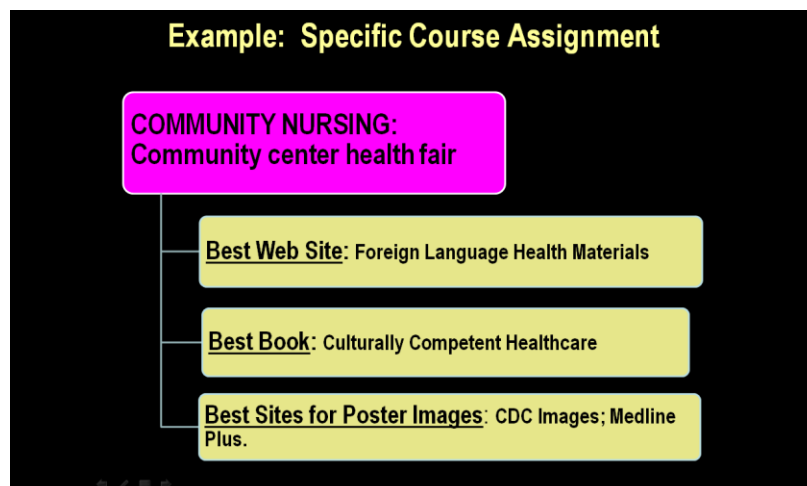 Example: Specific Course Assignment
COMMUNITY NURSING:
Community center health fair
Best Web Site: Foreign Language Health Materials
Best Book: Culturally Competent Healthcare
Best Sites for Poster Images: CDC Images; Medline
Plus.